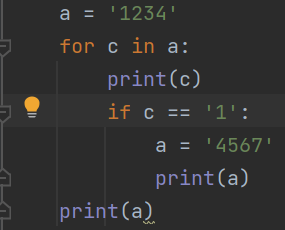 a = '1234'
for c in a:
    print(c)
    if c == '1':
        a = '4567'
        print(a)
print(a)